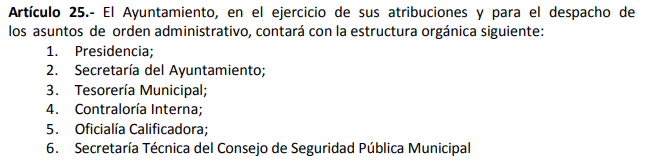 Artículo 25.- El Ayuntamiento, en el ejercicio de sus atribuciones y para el despacho de
los asuntos de orden administrativo, contará con la estructura orgánica siguiente:
1. Presidencia;
2. Secretaría del Ayuntamiento;
3. Tesorería Municipal;
4. Contraloría Interna;
5. Oficialía Calificadora;
6. Secretaría Técnica del Consejo de Seguridad Pública Municipal